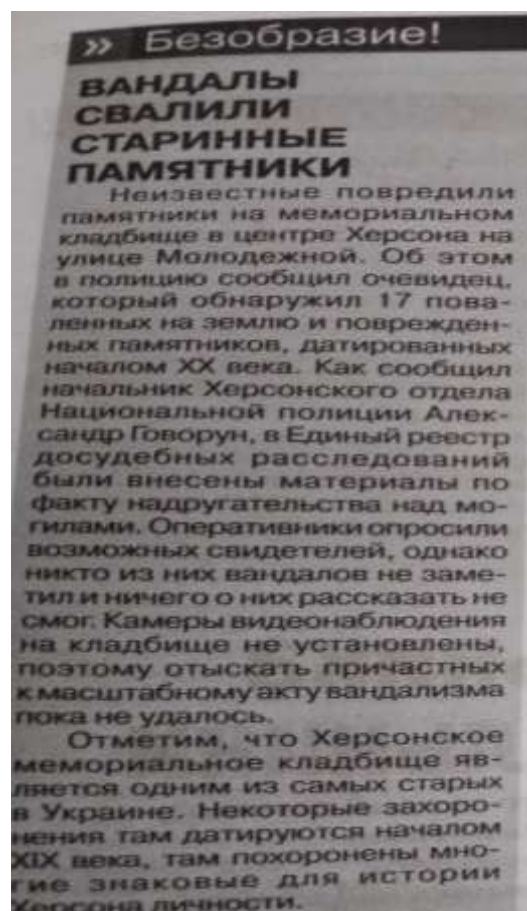 » Безобразие!
ВАНДАЛЫ
СВАЛИЛИ
СТАРИННЫЕ
ПАМЯТНИКИ
Неизвестные повредили
памятники на мемориальном
кладбище в центре Херсона на
улице Молодежной. Об этом
в полицию сообщил очевидец,
который обнаружил 17 пова-
ленных на землю и поврежден-
ных памятников, датированных
началом XX века. Как сообщил
начальник Херсонского отдела
Национальной полиции Алек-
сандр Говорун, в Единый реестр
досудебных расследований
были внесены материалы по
факту надругательства над мо-
гилами. Оперативники опросили
возможных свидетелей, однако
никто из них вандалов не заме-
тил и ничего о них рассказать не
смог. Камеры видеонаблюдения
на кладбище не установлены,
поэтому отыскать причастных
к масштабному акту вандализма
пока не удалось.
Отметим, что Херсонское
мемориальное кладбище яв-
ляется одним из самых старых
в Украине. Некоторые захоро-
нения там датируются началом
XIX века, там похоронены мно-
гие знаковые для истории
Херсона личности.